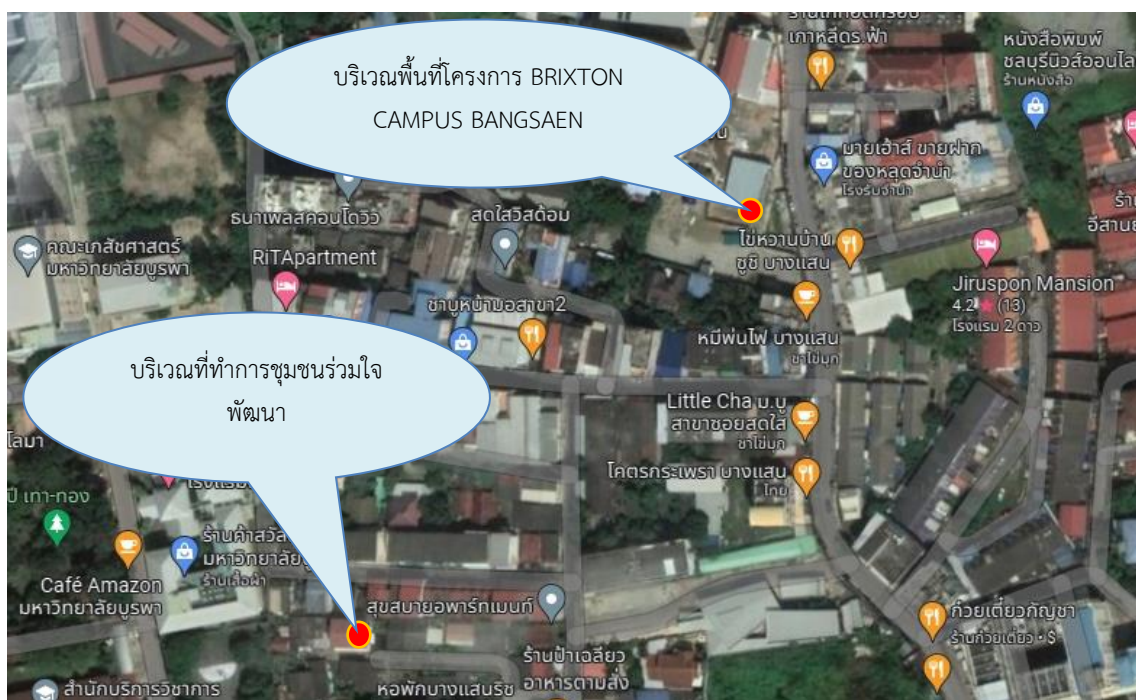 บริเวณพื้นที่โครงการ BRIXTON
CAMPUS BANGSAEN
เกาหลีดร.ฟ้า
หนังสือพิมพ์
ชลบุรีนิวส์ออนไล
ร้านหนังสือ
มายเฮ้าส์ ขายฝาก
ของหลุดจำนำ
โรงรับจำนำ
ธนาเพลสคอนโดวิว
สดใสวิสด้อม
คณะเภสัชศาสตร์
มหาวิทยาลัยบูรพา
RiTApartment
ไข่หวานบ้าน
ซูชิ บางแสน
Jiruspon Mansion
4.2 ★ (13)
โรงแรม 2 ดาว
ชาบูหน้ามอสาขา2
หมีพ่นไฟ บางแสน
ชาไข่มุก
บริเวณที่ทำการชุมชนร่วมใจ
พัฒนา
Little Cha ม.บู
สาขาซอยสดใส
ชาไข่มุก
โคตรกระเพรา บางแสน
ไทย
โลมา
ปี เทา-ทอง
ร้านค้าสวัส
มหาวิทยาลัยบู
ร้านเสื้อผ้า
Café Amazon
มหาวิทยาลัยบูรพา
สุขสบายอพาร์ทเมนท์
ก๋วยเตี๋ยวกัญชา
ร้านก๋วยเตี๋ยว • $
ร้านป้าเฉลียว
อาหารตามสั่ง
สำนักบริการวิชาการ
หอพักบางแสนริช